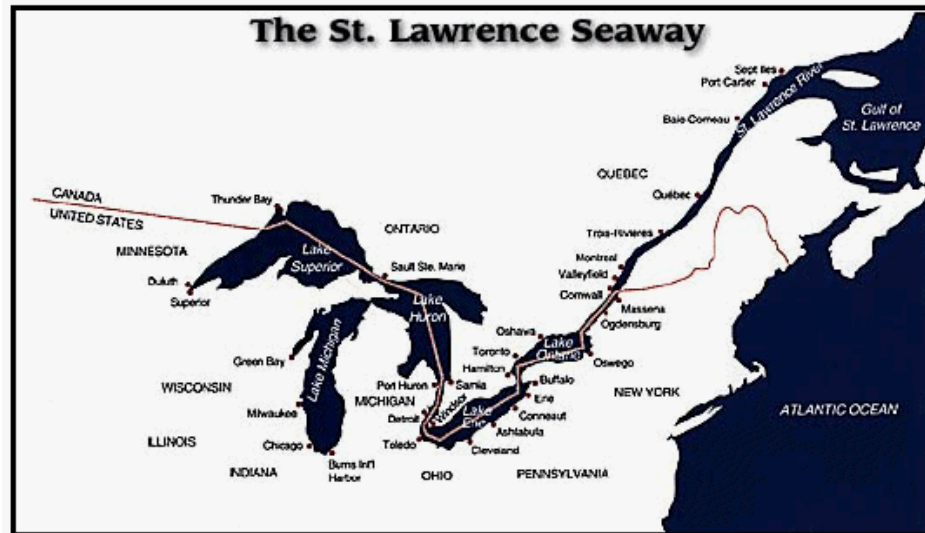 The St. Lawrence Seaway
Sept Iles
Port Cartier
St. Lawrence River
Gulf of
St. Lawrence
Baie-Comeau
QUEBEC
Québec
CANADA
UNITED STATES
Thunder Bay
ONTARIO
MINNESOTA
Lake
Superior
Sault Ste. Marie
Trois-Rivieres
Montreal
Valleyfield
Cornwall
Massena
Ogdensburg
Duluth
Superior
Lake
Huron
Lake Michigan
Oshawa
Toronto
Hamilton
Lake
Ontario
Oswego
Green Bay
WISCONSIN
Port Huron
Sarnia
MICHIGAN
Buffalo
Erie
NEW YORK
Milwaukee
Detroit
Windsor
Lake
Erie
Conneaut
ATLANTIC OCEAN
ILLINOIS
Chicago
Toledo
Ashtabula
Cleveland
INDIANA
Burns Int'l
Harbor
OHIO
PENNSYLVANIA